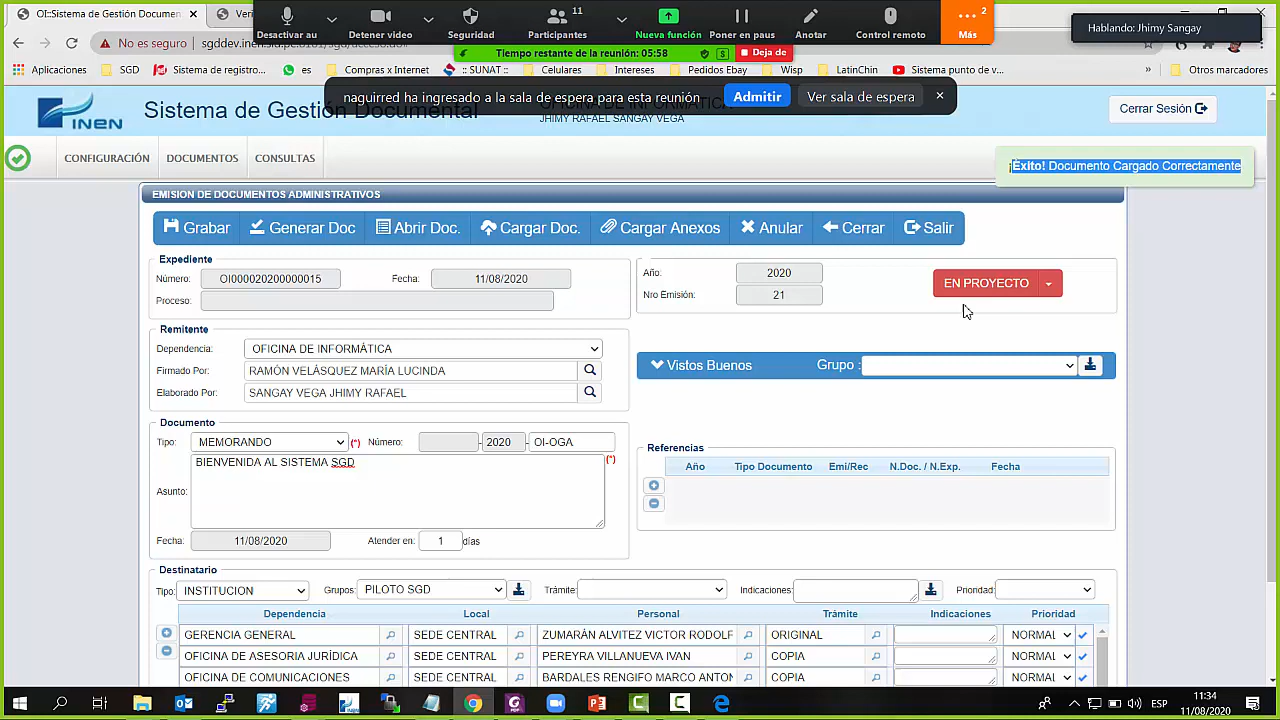 OI::Sistema de Gestión Document
Veri
Desactivar au
Detener video
Seguridad
11
Participantes
Nueva función
Poner en paus
Anotar
Control remoto
2
Más
Hablando: Jhimy Sangay
Tiempo restante de la reunión: 05:58
Deja de
No es seguro
Aplicaciones
SGD
Sistema de registro...
es
Compras x Internet
:: SUNAT ::
Celulares
Intereses
Pedidos Ebay
Wisp
LatinChin
Sistema punto de v...
»
Otros marcadores
naguirred ha ingresado a la sala de espera para esta reunión
Admitir
Ver sala de espera
INEN
Sistema de Gestión Documental
JHIMY RAFAEL SANGAY VEGA
Cerrar Sesión
CONFIGURACIÓN
DOCUMENTOS
CONSULTAS
¡Éxito! Documento Cargado Correctamente
EMISION DE DOCUMENTOS ADMINISTRATIVOS
Grabar
Generar Doc
Abrir Doc.
Cargar Doc.
Cargar Anexos
Anular
Cerrar
Salir
Expediente
Número: OI000020200000015 Fecha: 11/08/2020
Proceso:
Año: 2020
Nro Emisión: 21
EN PROYECTO
Remitente
Dependencia: OFICINA DE INFORMÁTICA
Firmado Por: RAMÓN VELÁSQUEZ MARÍA LUCINDA
Elaborado Por: SANGAY VEGA JHIMY RAFAEL
Vistos Buenos
Grupo :
Documento
Tipo: MEMORANDO (*) Número: -2020 - OI-OGA
BIENVENIDA AL SISTEMA SGD (*)
Asunto:
Fecha: 11/08/2020 Atender en: 1 días
Referencias
Año Tipo Documento Emi/Rec N.Doc. / N.Exp. Fecha
Destinatario
Tipo: INSTITUCION Grupos: PILOTO SGD Trámite: Indicaciones: Prioridad:
Dependencia Local Personal Trámite Indicaciones Prioridad
GERENCIA GENERAL SEDE CENTRAL ZUMARÁN ALVITEZ VICTOR RODOLF ORIGINAL NORMAL
OFICINA DE ASESORIA JURÍDICA SEDE CENTRAL PEREYRA VILLANUEVA IVAN COPIA NORMAL
OFICINA DE COMUNICACIONES SEDE CENTRAL BARDALES RENGIFO MARCO ANTON COPIA NORMAL
ESP
11:34
11/08/2020